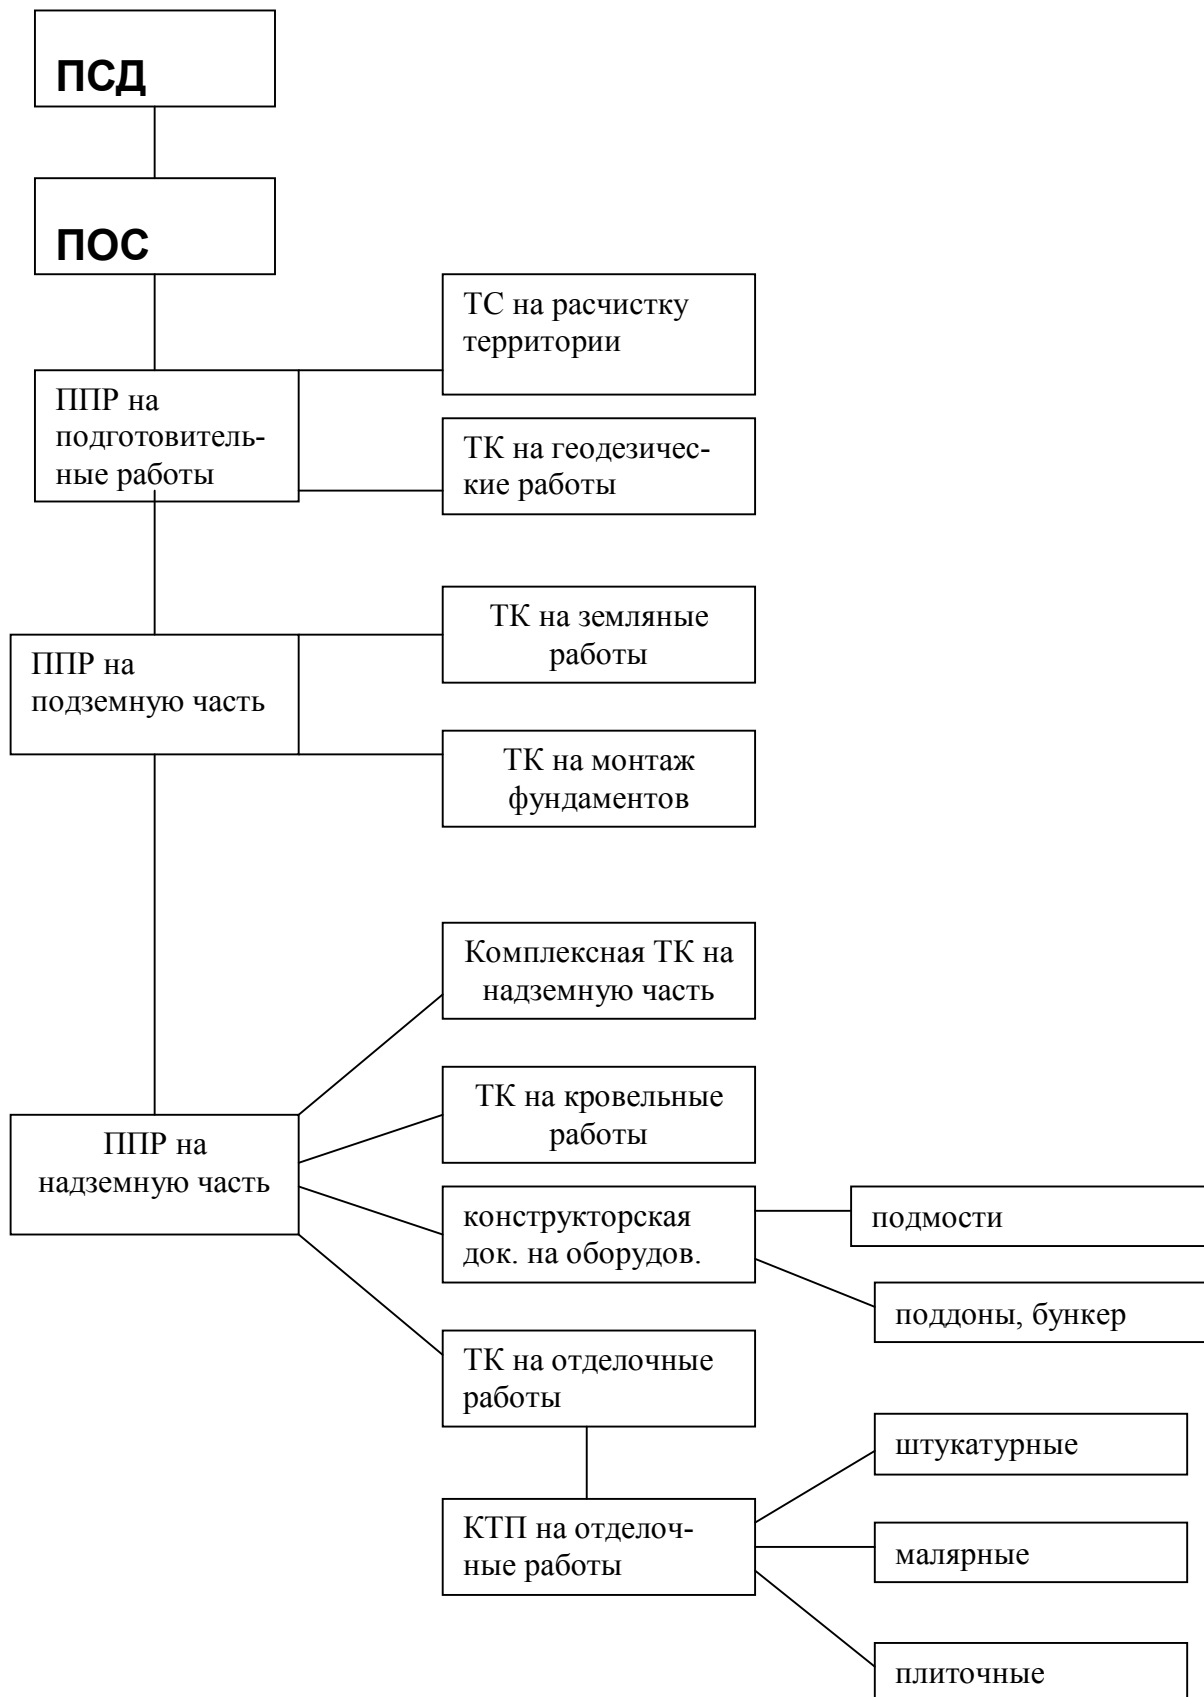 ПСД
ПОС
ТС на расчистку
территории
ППР на
подготовитель-
ные работы
ТК на геодезичес-
кие работы
ТК на земляные
работы
ППР на
подземную часть
ТК на монтаж
фундаментов
Комплексная ТК на
надземную часть
ТК на кровельные
работы
ППР на
надземную часть
конструкторская
док. на оборудов.
подмости
поддоны, бункер
ТК на отделочные
работы
штукатурные
КТП на отделоч-
ные работы
малярные
плиточные